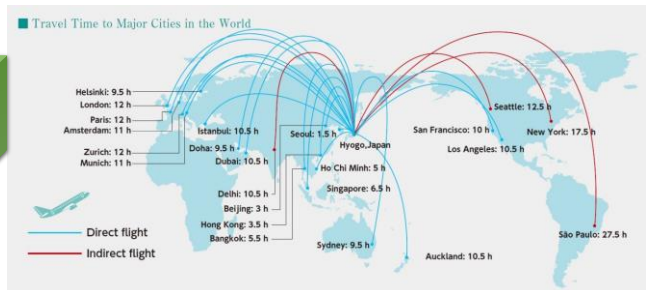 Travel Time to Major Cities in the World
Helsinki: 9.5 h
London: 12 h
Paris: 12 h
Amsterdam: 11 h
Zurich: 12 h
Munich: 11 h
Istanbul: 10.5 h
Doha: 9.5 h
Dubai: 10.5 h
Delhi: 10.5 h
Beijing: 3 h
Hong Kong: 3.5 h
Bangkok: 5.5 h
Seoul: 1.5 h
Hyogo,Japan
Ho Chi Minh: 5 h
Singapore: 6.5 h
Sydney: 9.5 h
Auckland: 10.5 h
San Francisco: 10 h
Los Angeles: 10.5 h
Seattle: 12.5 h
New York: 17.5 h
São Paulo: 27.5 h
Direct flight
Indirect flight